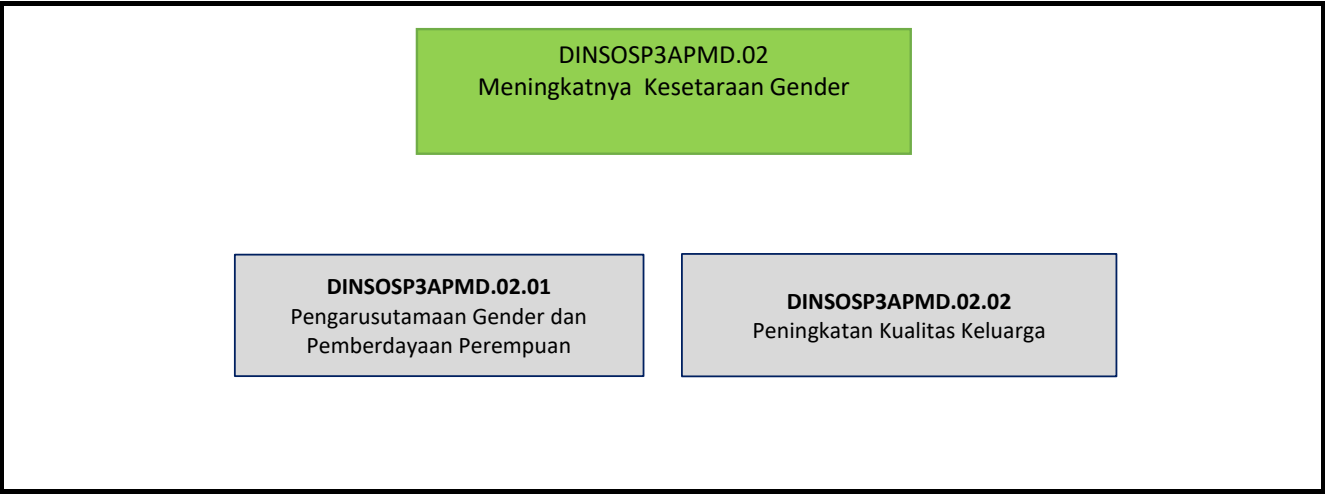 DINSOSP3APMD.02
Meningkatnya Kesetaraan Gender
DINSOSP3APMD.02.01
Pengarusutamaan Gender dan
Pemberdayaan Perempuan
DINSOSP3APMD.02.02
Peningkatan Kualitas Keluarga